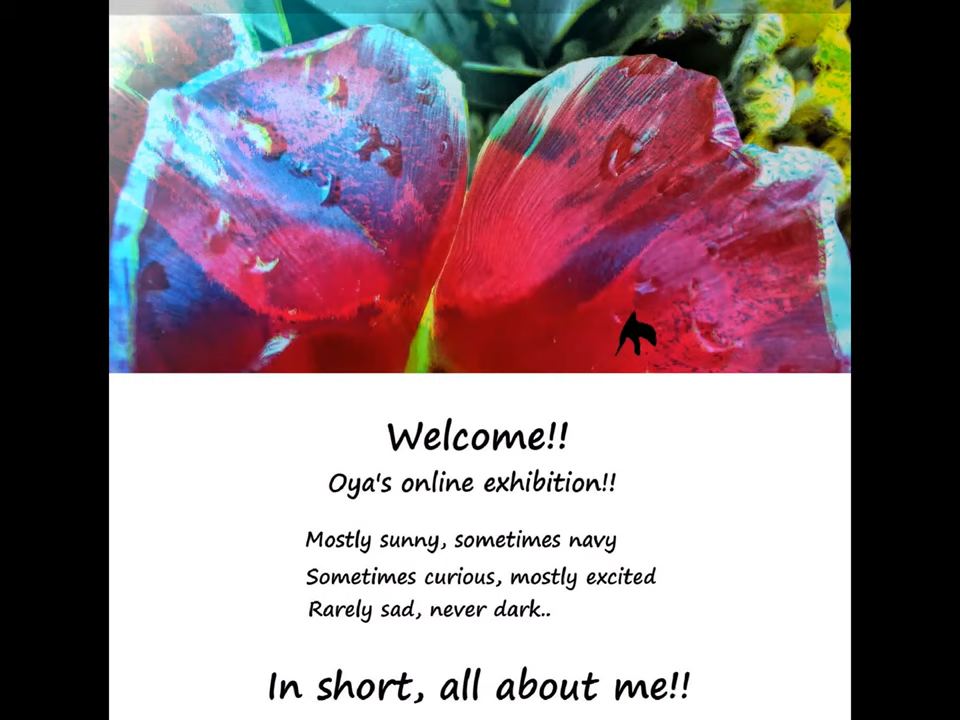 Welcome!!
Oya's online exhibition!!
Mostly sunny, sometimes navy
Sometimes curious, mostly excited
Rarely sad, never dark..
In short, all about me!!